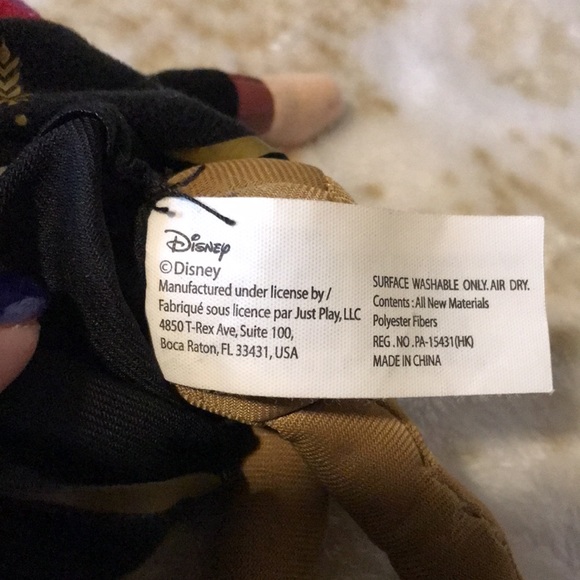 Disney
©Disney
Manufactured under license by /
Fabriqué sous licence par Just Play, LLC
4850 T-Rex Ave, Suite 100,
Boca Raton, FL 33431, USA
SURFACE WASHABLE ONLY. AIR DRY.
Contents : All New Materials
Polyester Fibers
REG . NO . PA-15431(HK)
MADE IN CHINA